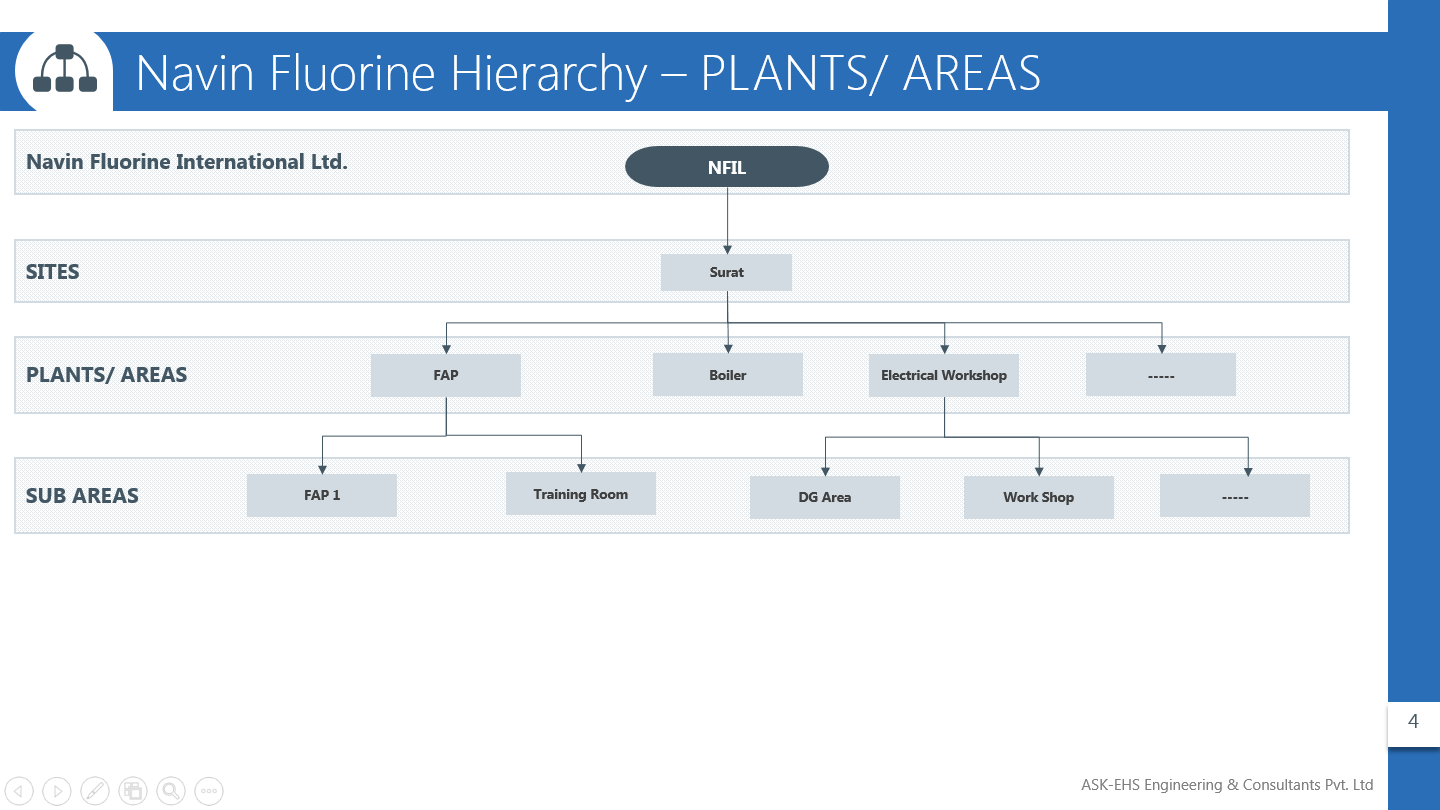 Navin Fluorine Hierarchy – PLANTS/ AREAS
Navin Fluorine International Ltd.
NFIL
SITES
Surat
PLANTS/ AREAS
FAP
Boiler
Electrical Workshop
-----
SUB AREAS
FAP 1
Training Room
DG Area
Work Shop
-----
4
ASK-EHS Engineering & Consultants Pvt. Ltd